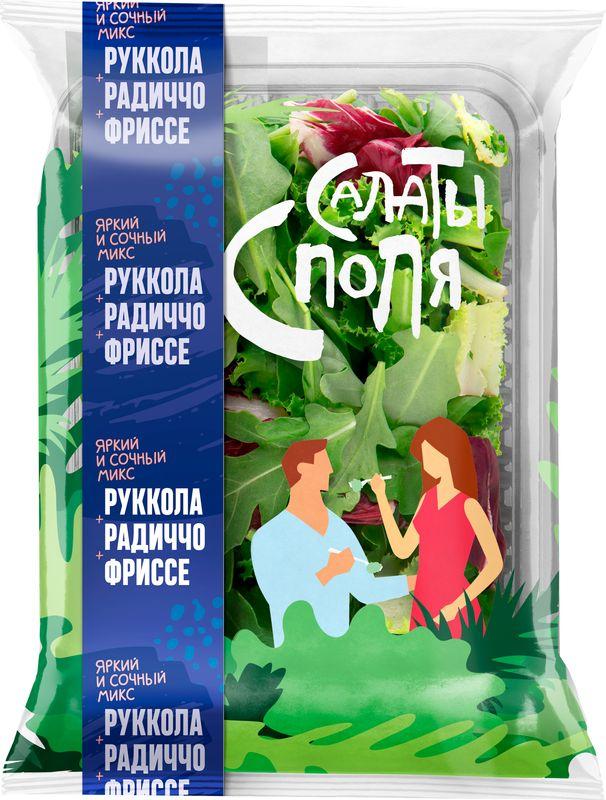 ЯРКИЙ
И СОЧНЫЙ
МИКС
РУККОЛА
+
РАДИЧЧО
+
ФРИССЕ
ЯРКИЙ
И СОЧНЫЙ
МИКС
РУККОЛА
+
РАДИЧЧО
+
ФРИССЕ
ЯРКИЙ
И СОЧНЫЙ
МИКС
РУККОЛА
+
РАДИЧЧО
+
ФРИССЕ
ЯРКИЙ
И СОЧНЫЙ
МИКС
РУККОЛА
+
РАДИЧЧО
+
ФРИССЕ
САЛАТЫ
С ПОЛЯ